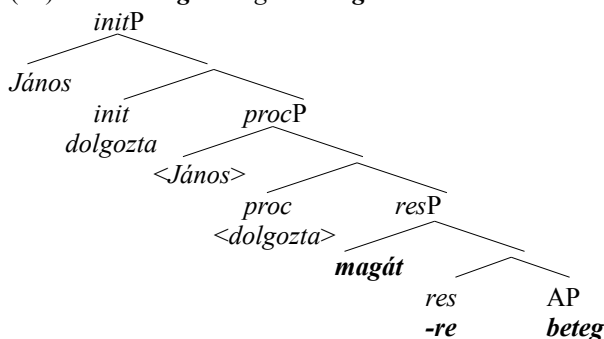 initP
János
init procP
dolgozta
<János>
proc resP
<dolgozta>
magát
res AP
-re beteg